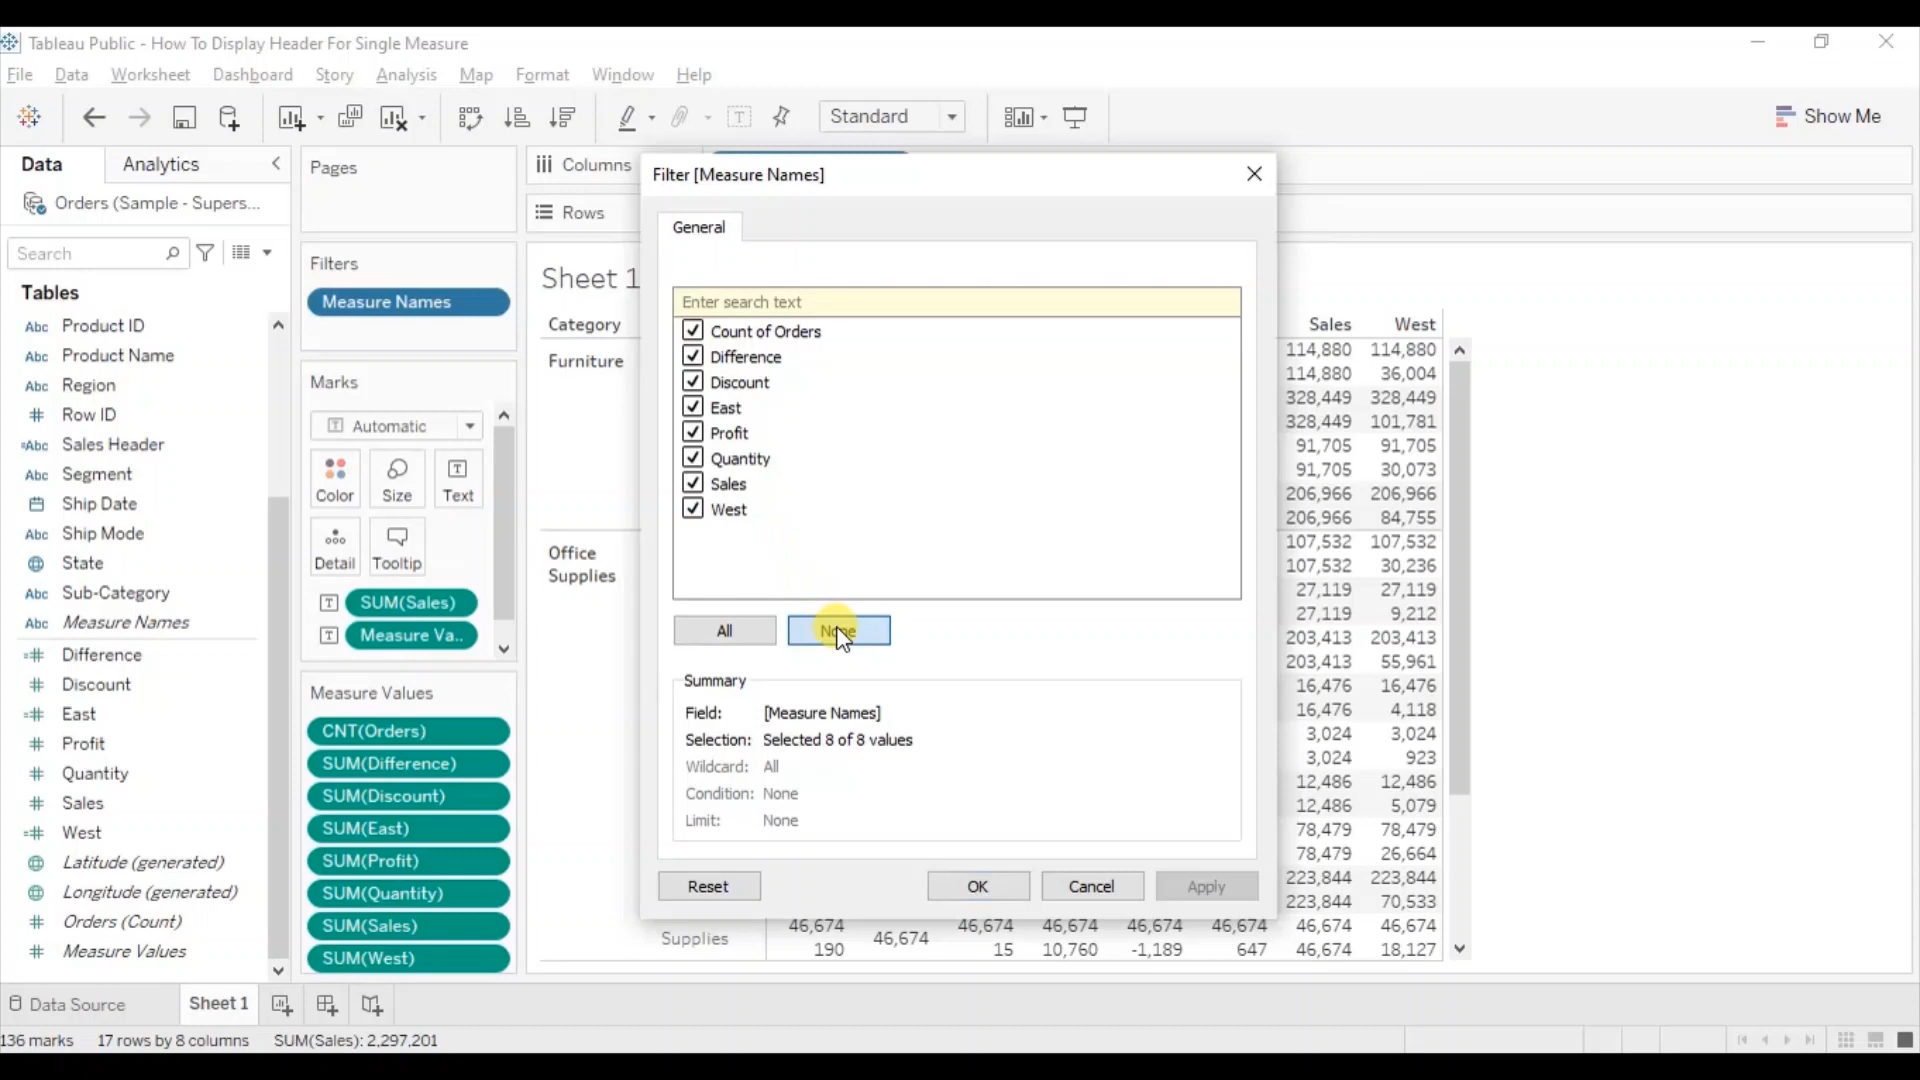 Tableau Public - How To Display Header For Single Measure
File Data Worksheet Dashboard Story Analysis Map Format Window Help
Standard
Show Me
Data Analytics
Orders (Sample - Supers...
Search
Tables
Abc Product ID
Abc Product Name
Abc Region
# Row ID
=Abc Sales Header
Abc Segment
Ship Date
Abc Ship Mode
State
Abc Sub-Category
Abc Measure Names
=# Difference
# Discount
=# East
# Profit
# Quantity
# Sales
=# West
Latitude (generated)
Longitude (generated)
# Orders (Count)
# Measure Values
Pages
Filters
Measure Names
Marks
T Automatic
Color Size T Text
Detail Tooltip
T SUM(Sales)
T Measure Va..
Measure Values
CNT(Orders)
SUM(Difference)
SUM(Discount)
SUM(East)
SUM(Profit)
SUM(Quantity)
SUM(Sales)
SUM(West)
Columns
Rows
Sheet 1
Category
Furniture
Office
Supplies
Filter [Measure Names]
General
Enter search text
Count of Orders
Difference
Discount
East
Profit
Quantity
Sales
West
All None
Summary
Field: [Measure Names]
Selection: Selected 8 of 8 values
Wildcard: All
Condition: None
Limit: None
Reset OK Cancel Apply
Sales West
114,880 114,880
114,880 36,004
328,449 328,449
328,449 101,781
91,705 91,705
91,705 30,073
206,966 206,966
206,966 84,755
107,532 107,532
107,532 30,236
27,119 27,119
27,119 9,212
203,413 203,413
203,413 55,961
16,476 16,476
16,476 4,118
3,024 3,024
3,024 923
12,486 12,486
12,486 5,079
78,479 78,479
78,479 26,664
223,844 223,844
223,844 70,533
Supplies 46,674 46,674 46,674 46,674 46,674 46,674 46,674 46,674
190 15 10,760 -1,189 647 46,674 18,127
Data Source Sheet 1
136 marks 17 rows by 8 columns SUM(Sales): 2,297,201